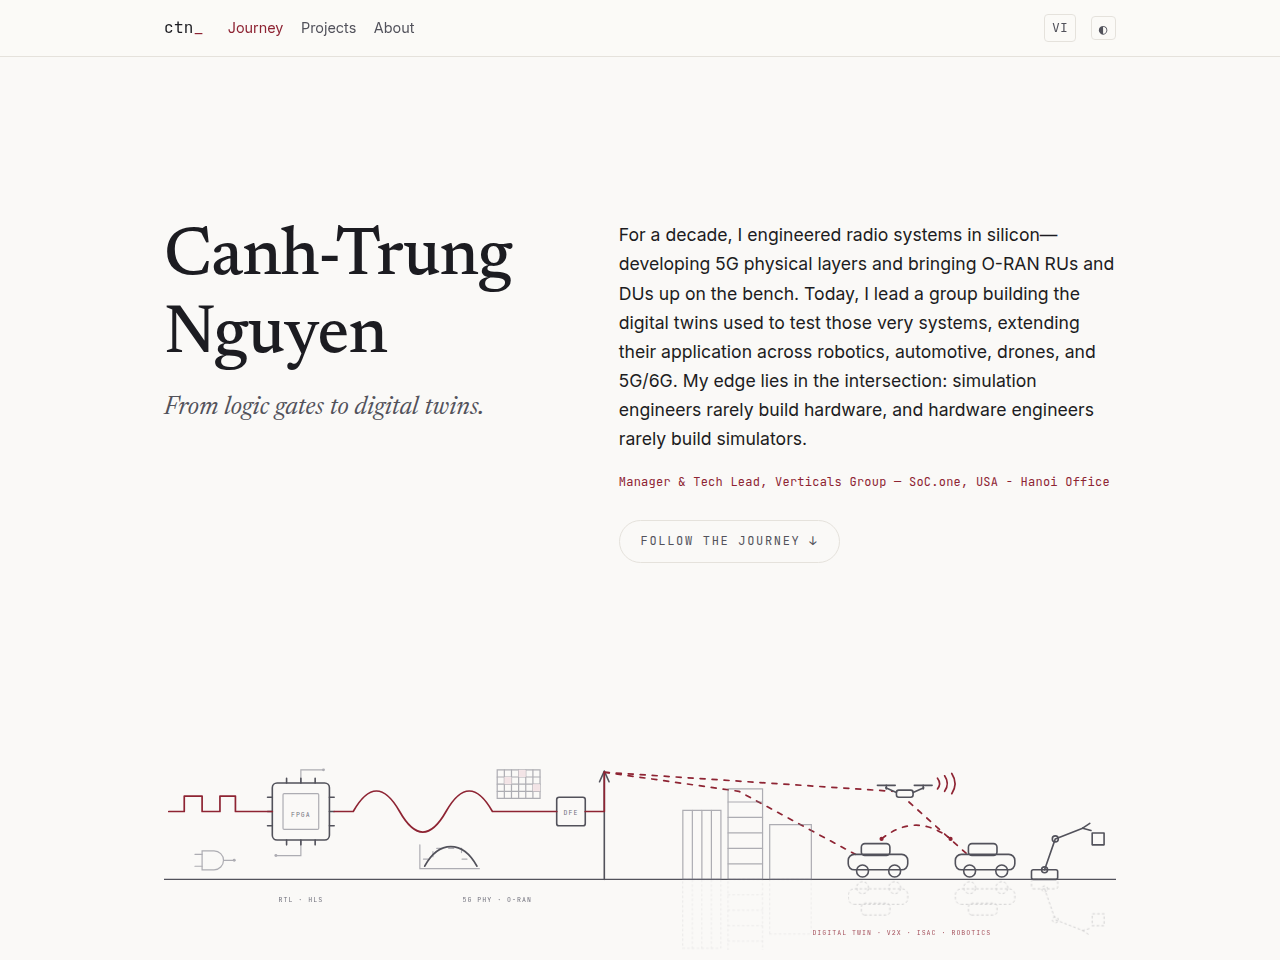 ctn_ Journey Projects About VI
Canh-Trung
Nguyen
From logic gates to digital twins.
For a decade, I engineered radio systems in silicon—
developing 5G physical layers and bringing O-RAN RUs and
DUs up on the bench. Today, I lead a group building the
digital twins used to test those very systems, extending
their application across robotics, automotive, drones, and
5G/6G. My edge lies in the intersection: simulation
engineers rarely build hardware, and hardware engineers
rarely build simulators.
Manager & Tech Lead, Verticals Group — SoC.one, USA - Hanoi Office
FOLLOW THE JOURNEY ↓
FPGA
DFE
RTL · HLS
5G PHY · O-RAN
DIGITAL TWIN · V2X · ISAC · ROBOTICS